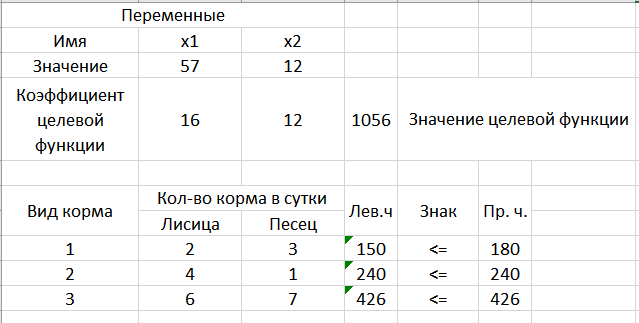 Переменные
Имя x1 x2
Значение 57 12
Коэффициент
целевой
функции
16 12 1056 Значение целевой функции
Вид корма Кол-во корма в сутки Лев.ч Знак Пр. ч.
Лисица Песец
1 2 3 150 <= 180
2 4 1 240 <= 240
3 6 7 426 <= 426